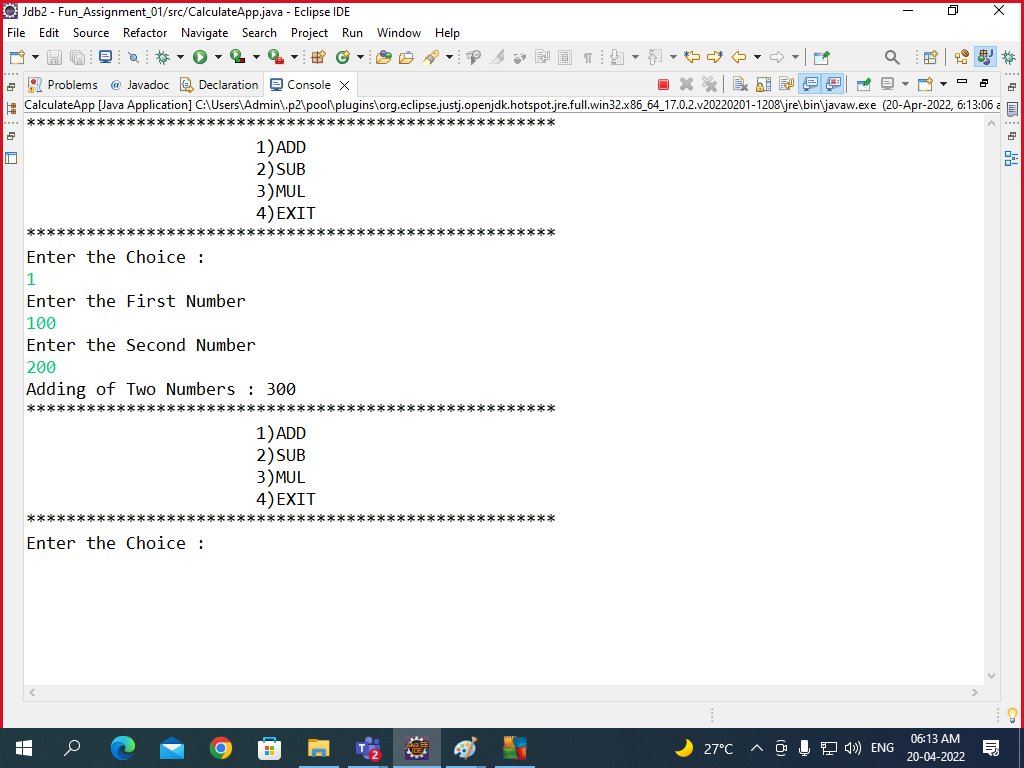 Jdb2 - Fun_Assignment_01/src/CalculateApp.java - Eclipse IDE
File Edit Source Refactor Navigate Search Project Run Window Help
Problems @ Javadoc Declaration Console
CalculateApp [Java Application] C:\Users\Admin\.p2\pool\plugins\org.eclipse.justj.openjdk.hotspot.jre.full.win32.x86_64_17.0.2.v20220201-1208\jre\bin\javaw.exe (20-Apr-2022, 6:13:06 a
*****************************************************
1)ADD
2)SUB
3)MUL
4)EXIT
*****************************************************
Enter the Choice :
1
Enter the First Number
100
Enter the Second Number
200
Adding of Two Numbers : 300
*****************************************************
1)ADD
2)SUB
3)MUL
4)EXIT
*****************************************************
Enter the Choice :
27°C ENG 06:13 AM
20-04-2022